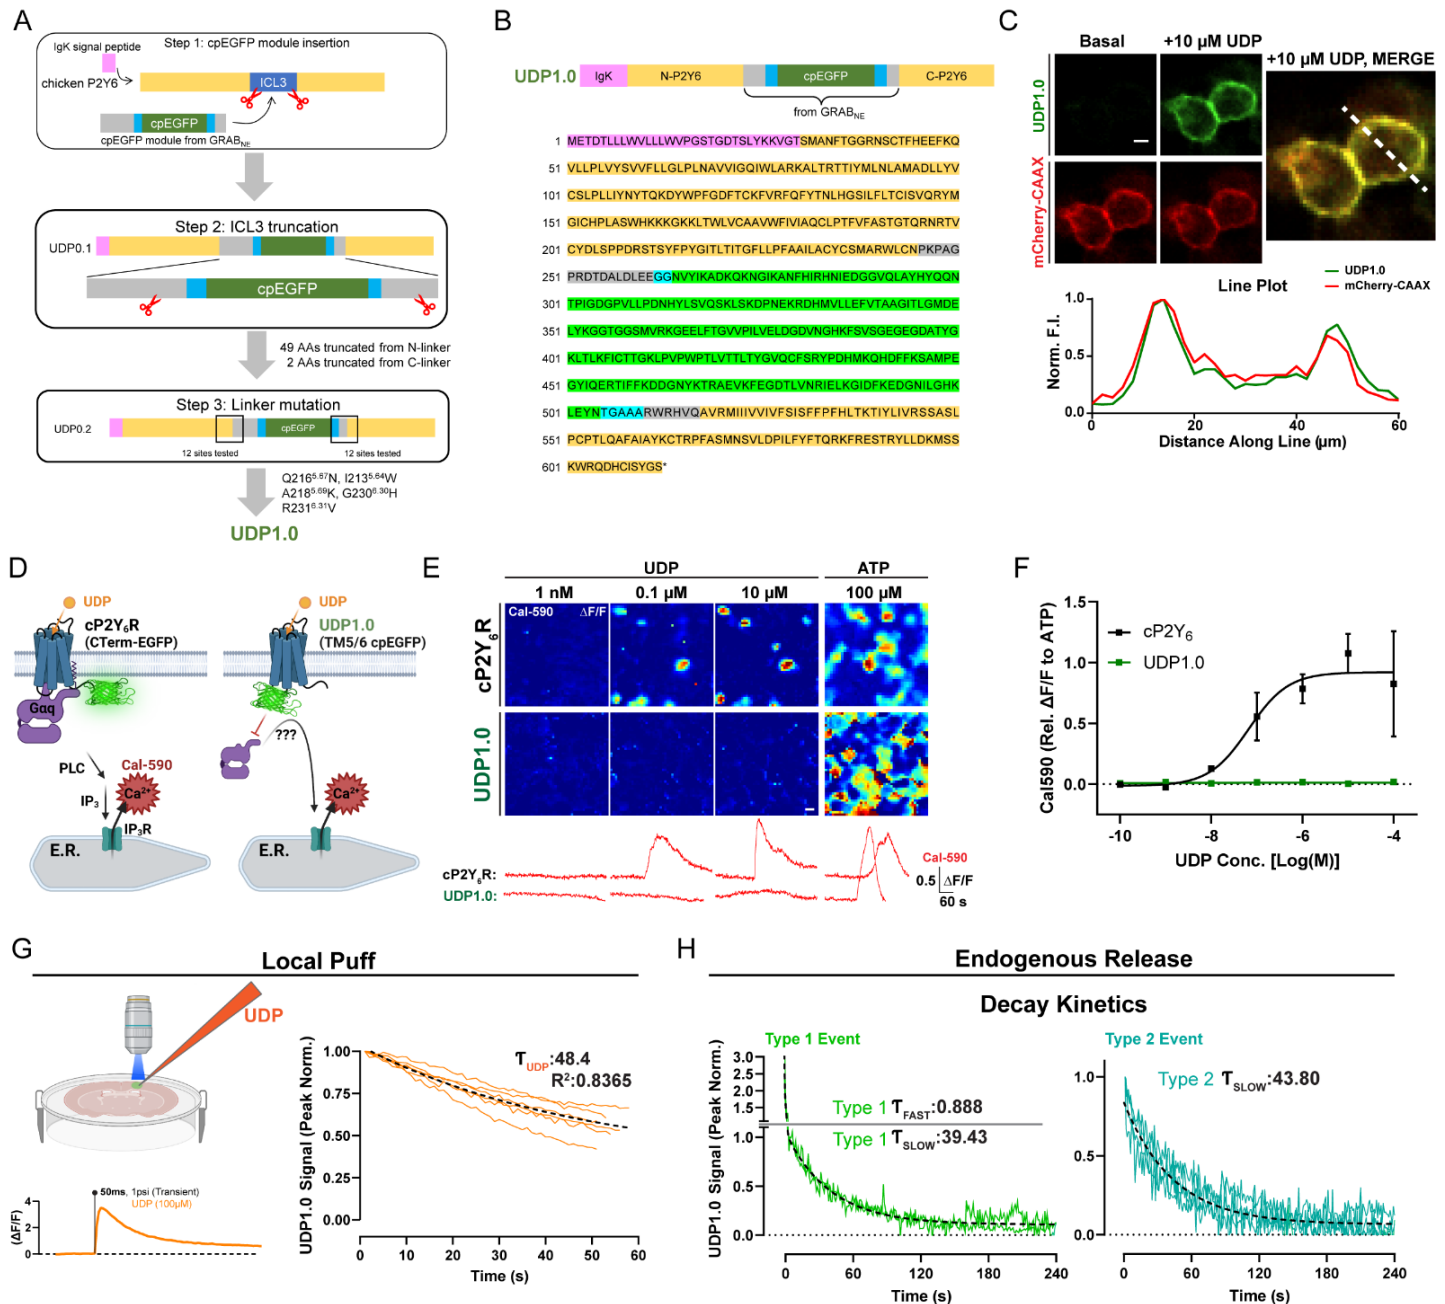 A
Step 1: cpEGFP module insertion
IgK signal peptide
chicken P2Y6
ICL3
cpEGFP
cpEGFP module from GRABNE
Step 2: ICL3 truncation
UDP0.1
cpEGFP
49 AAs truncated from N-linker
2 AAs truncated from C-linker
Step 3: Linker mutation
UDP0.2
cpEGFP
12 sites tested
12 sites tested
Q2165.67N, I2135.64W
A2185.69K, G2306.30H
R2316.31V
UDP1.0
B
UDP1.0
IgK
N-P2Y6
cpEGFP
C-P2Y6
from GRABNE
1 METDTLLLWVLLLWVPGSTGDTSLYKKVGTSMANFTGGRNSCTFHEEFKQ
51 VLLPLVYSVVFLLGLPLNAVVIGQIWLARKALTRTTIYMLNLAMADLLYV
101 CSLPLLIYNYTQKDYWPFGDFTCKFVRFQFYTNLHGSILFLTCISVQRYM
151 GICHPLASWHKKKGKKLTWLVCAAVWFIVIAQCLPTFVFASTGTQRNRTV
201 CYDLSPPDRSTSYFPYGITLTITGFLLPFAAILACYCSMARWLCNPKPAG
251 PRDTDALDLEEGGNVYIKADKQKNGIKANFHIRHNIEDGGVQLAYHYQQN
301 TPIGDGPVLLPDNHYLSVQSKLSKDPNEKRDHMVLLEFVTAAGITLGMDE
351 LYKGGTGGSMVRKGEELFTGVVPILVELDGDVNGHKFSVSGEGEGDATYG
401 KLTLKFICTTGKLPVPWPTLVTTLTYGVQCFSRYPDHMKQHDFFKSAMPE
451 GYIQERTIFFKDDGNYKTRAEVKFEGDTLVNRIELKGIDFKEDGNILGHK
501 LEYNTGAAARWRHVQAVRMIIVVIVFSISFFPFHLTKTIYLIVRSSASL
551 PCPTLQAFAIAYKCTRPFASMNSVLDPILFYFTQRKFRESTRYLLDKMSS
601 KWRQDHCISYGS*
C
Basal
+10 µM UDP
+10 µM UDP, MERGE
UDP1.0
mCherry-CAAX
Line Plot
UDP1.0
mCherry-CAAX
Norm. F.I.
1.0
0.5
0.0
0 20 40 60
Distance Along Line (µm)
D
UDP
cP2Y6R
(CTerm-EGFP)
UDP
UDP1.0
(TM5/6 cpEGFP)
Gαq
???
PLC
IP3
Cal-590
Ca2+
IP3R
E.R.
Ca2+
E.R.
E
UDP
ATP
1 nM
0.1 µM
10 µM
100 µM
Cal-590 ΔF/F
cP2Y6R
UDP1.0
cP2Y6R:
UDP1.0:
Cal-590
0.5 ΔF/F
60 s
F
Cal590 (Rel. ΔF/F to ATP)
1.5
1.0
0.5
0.0
cP2Y6
UDP1.0
-10 -8 -6 -4
UDP Conc. [Log(M)]
G
Local Puff
UDP
50ms, 1psi (Transient)
UDP (100µM)
(ΔF/F)
4
2
0
UDP1.0 Signal (Peak Norm.)
1.00
0.75
0.50
0.25
0.00
ƮUDP:48.4
R2:0.8365
0 10 20 30 40 50 60
Time (s)
H
Endogenous Release
Decay Kinetics
Type 1 Event
UDP1.0 Signal (Peak Norm.)
3.0
2.5
2.0
1.5
1.0
0.5
0.0
Type 1 ƮFAST:0.888
Type 1 ƮSLOW:39.43
0 60 120 180 240
Time (s)
Type 2 Event
Type 2 ƮSLOW:43.80
1.0
0.5
0.0
0 60 120 180 240
Time (s)